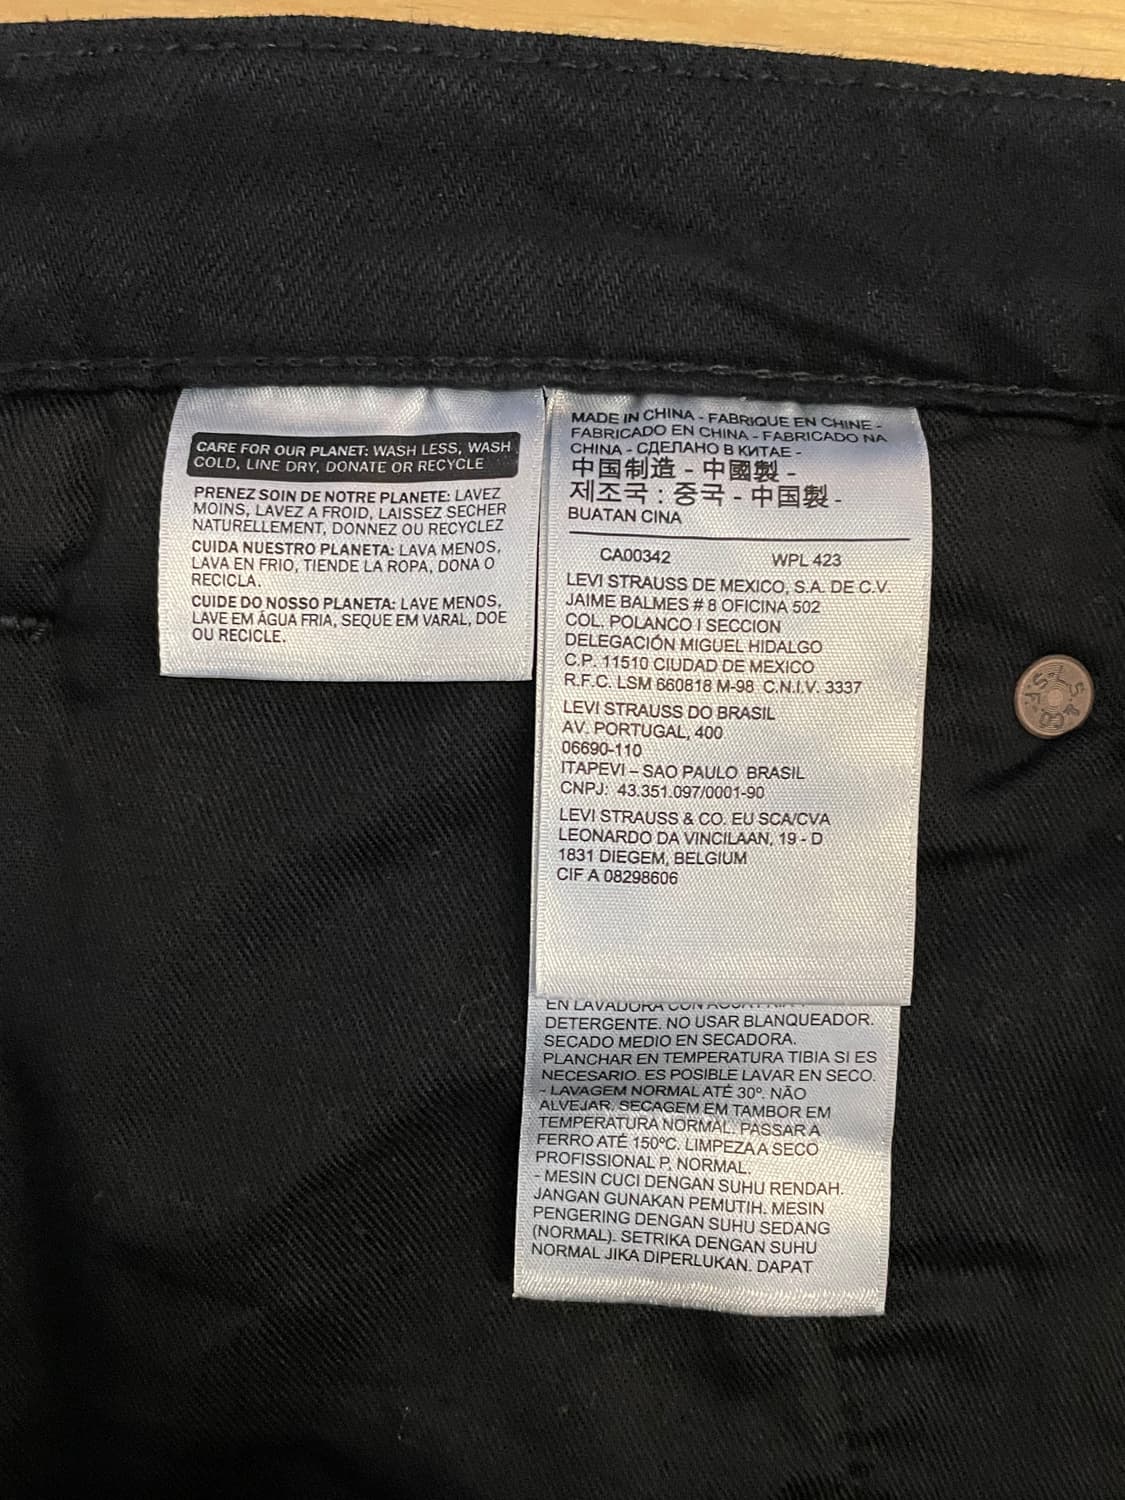 CARE FOR OUR PLANET: WASH LESS, WASH
COLD, LINE DRY, DONATE OR RECYCLE
PRENEZ SOIN DE NOTRE PLANETE: LAVEZ
MOINS, LAVEZ A FROID, LAISSEZ SECHER
NATURELLEMENT, DONNEZ OU RECYCLEZ
CUIDA NUESTRO PLANETA: LAVA MENOS,
LAVA EN FRIO, TIENDE LA ROPA, DONA O
RECICLA.
CUIDE DO NOSSO PLANETA: LAVE MENOS,
LAVE EM ÁGUA FRIA, SEQUE EM VARAL, DOE
OU RECICLE.
MADE IN CHINA - FABRIQUE EN CHINE -
FABRICADO EN CHINA - FABRICADO NA
CHINA - СДЕЛАНО В КИТАЕ -
中国制造 - 中國製 -
제조국 : 중국 - 中国製 -
BUATAN CINA
CA00342 WPL 423
LEVI STRAUSS DE MEXICO, S.A. DE C.V.
JAIME BALMES # 8 OFICINA 502
COL. POLANCO I SECCION
DELEGACIÓN MIGUEL HIDALGO
C.P. 11510 CIUDAD DE MEXICO
R.F.C. LSM 660818 M-98 C.N.I.V. 3337
LEVI STRAUSS DO BRASIL
AV. PORTUGAL, 400
06690-110
ITAPEVI – SAO PAULO BRASIL
CNPJ: 43.351.097/0001-90
LEVI STRAUSS & CO. EU SCA/CVA
LEONARDO DA VINCILAAN, 19 - D
1831 DIEGEM, BELGIUM
CIF A 08298606
EN LAVADORA CON AGUA FRIA
DETERGENTE. NO USAR BLANQUEADOR.
SECADO MEDIO EN SECADORA.
PLANCHAR EN TEMPERATURA TIBIA SI ES
NECESARIO. ES POSIBLE LAVAR EN SECO.
- LAVAGEM NORMAL ATÉ 30º. NÃO
ALVEJAR. SECAGEM EM TAMBOR EM
TEMPERATURA NORMAL. PASSAR A
FERRO ATÉ 150ºC. LIMPEZA A SECO
PROFISSIONAL P. NORMAL.
- MESIN CUCI DENGAN SUHU RENDAH.
JANGAN GUNAKAN PEMUTIH. MESIN
PENGERING DENGAN SUHU SEDANG
(NORMAL). SETRIKA DENGAN SUHU
NORMAL JIKA DIPERLUKAN. DAPAT
L.S.&CO S.F.